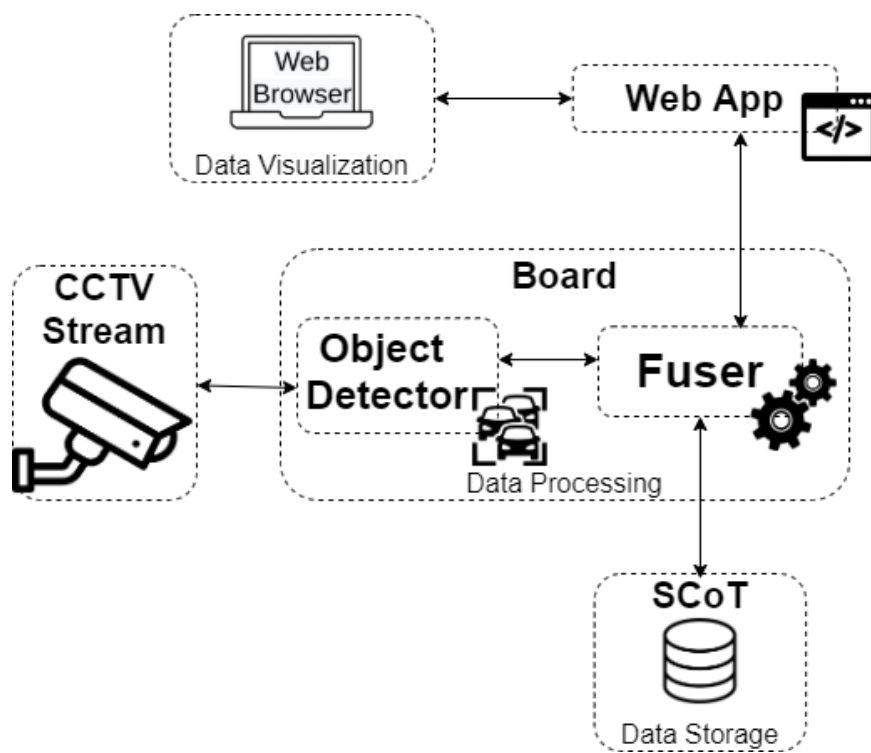 Web
Browser
Data Visualization
Web App
</>
Board
CCTV
Stream
Object
Detector
Fuser
Data Processing
SCoT
Data Storage